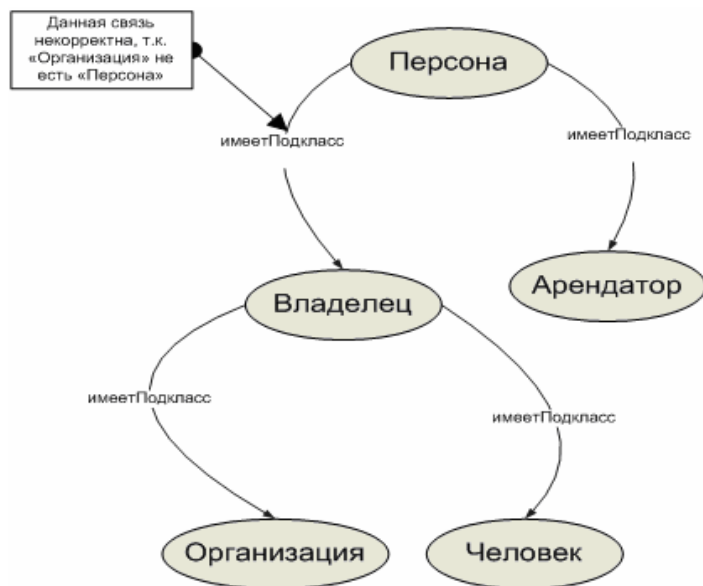 Данная связь
некорректна, т.к.
«Организация» не
есть «Персона»
Персона
имеетПодкласс
имеетПодкласс
Арендатор
Владелец
имеетПодкласс
имеетПодкласс
Организация
Человек